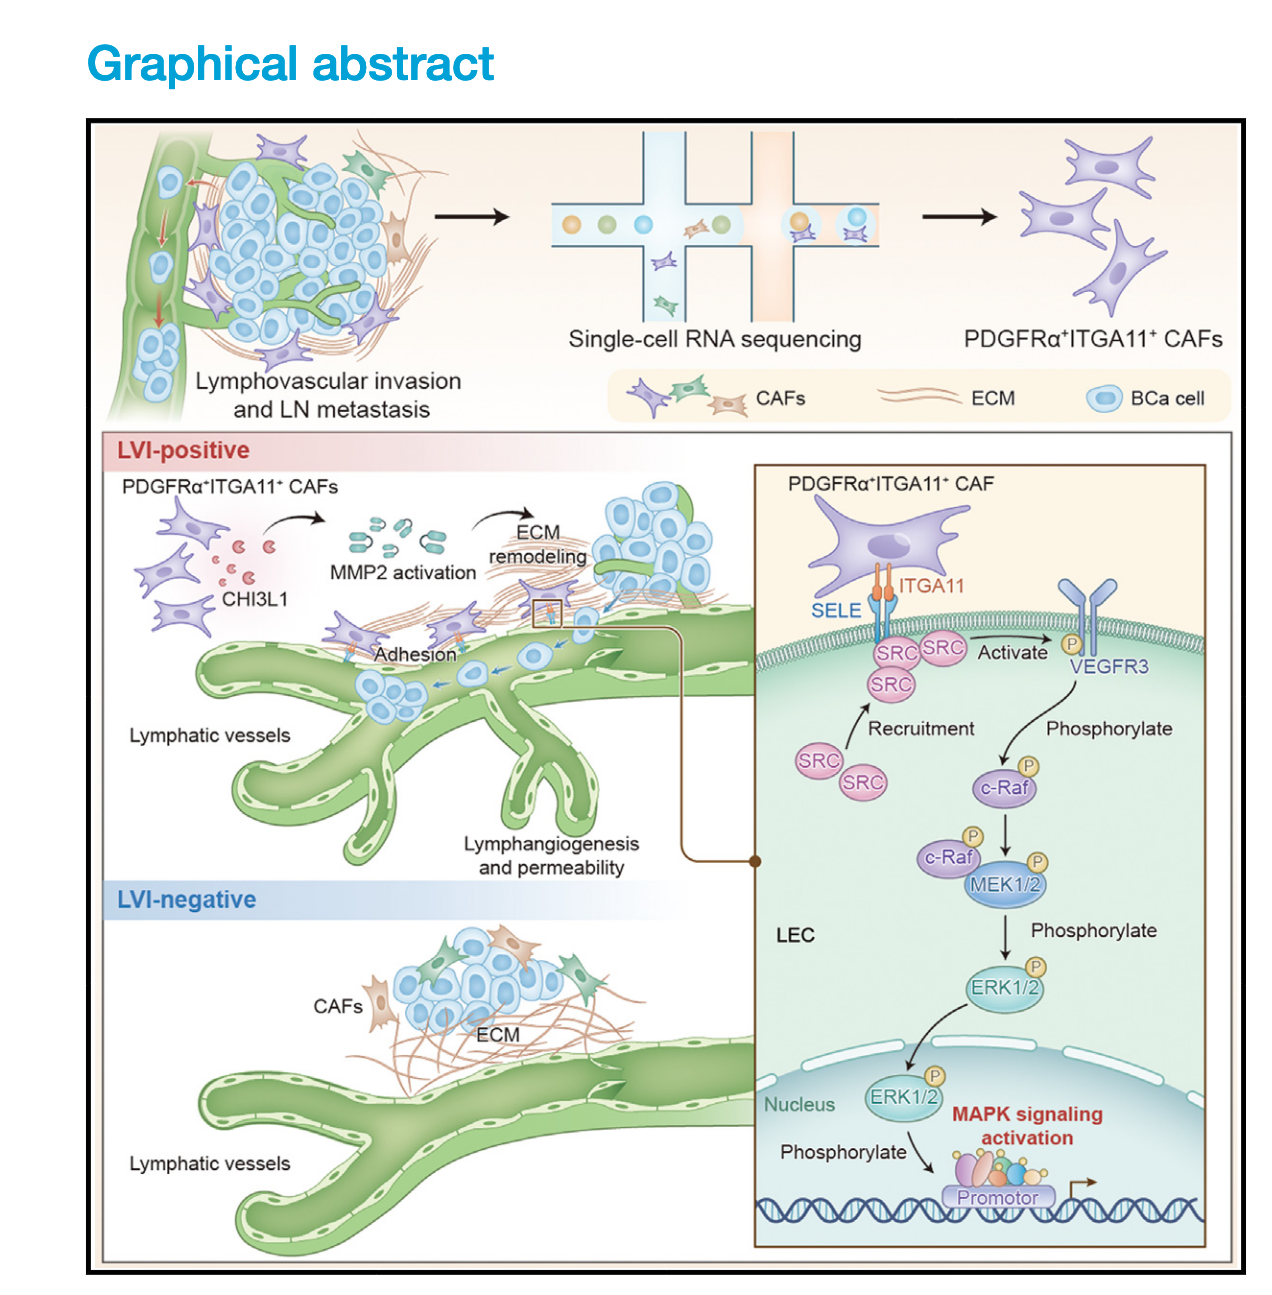 Graphical abstract
Lymphovascular invasion
and LN metastasis
Single-cell RNA sequencing
PDGFRα⁺ITGA11⁺ CAFs
CAFs
ECM
BCa cell
LVI-positive
PDGFRα⁺ITGA11⁺ CAFs
CHI3L1
MMP2 activation
ECM
remodeling
Adhesion
Lymphatic vessels
Lymphangiogenesis
and permeability
LVI-negative
CAFs
ECM
Lymphatic vessels
PDGFRα⁺ITGA11⁺ CAF
ITGA11
SELE
SRC
SRC
SRC
Activate
P
VEGFR3
Recruitment
SRC
SRC
Phosphorylate
P
c-Raf
P
c-Raf
P
MEK1/2
Phosphorylate
LEC
P
ERK1/2
P
ERK1/2
Nucleus
MAPK signaling
activation
Phosphorylate
Promotor